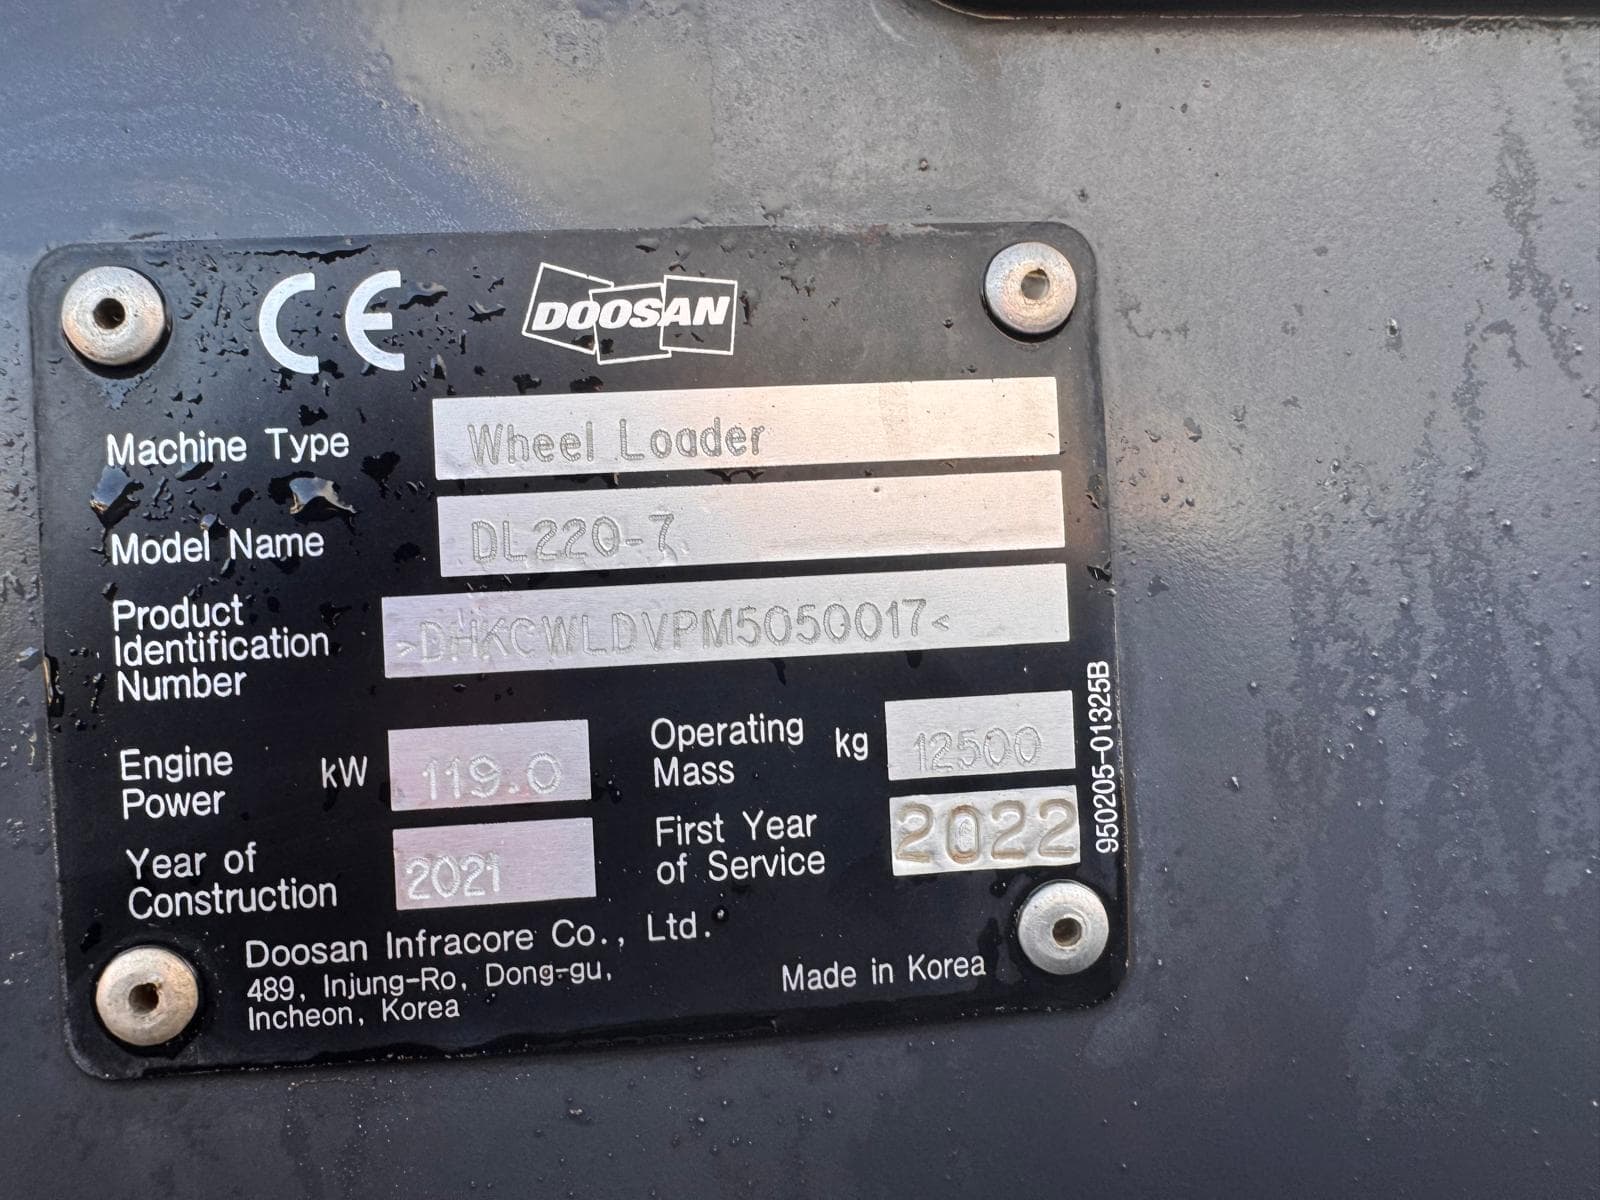 CE
DOOSAN
Machine Type Wheel Loader
Model Name DL220-7
Product
Identification
Number >DHKCWLDVPM5050017<
Engine
Power kW 119.0
Operating
Mass kg 12500
Year of
Construction 2021
First Year
of Service 2022
Doosan Infracore Co., Ltd.
489, Injung-Ro, Dong-gu,
Incheon, Korea
Made in Korea
950205-01325B